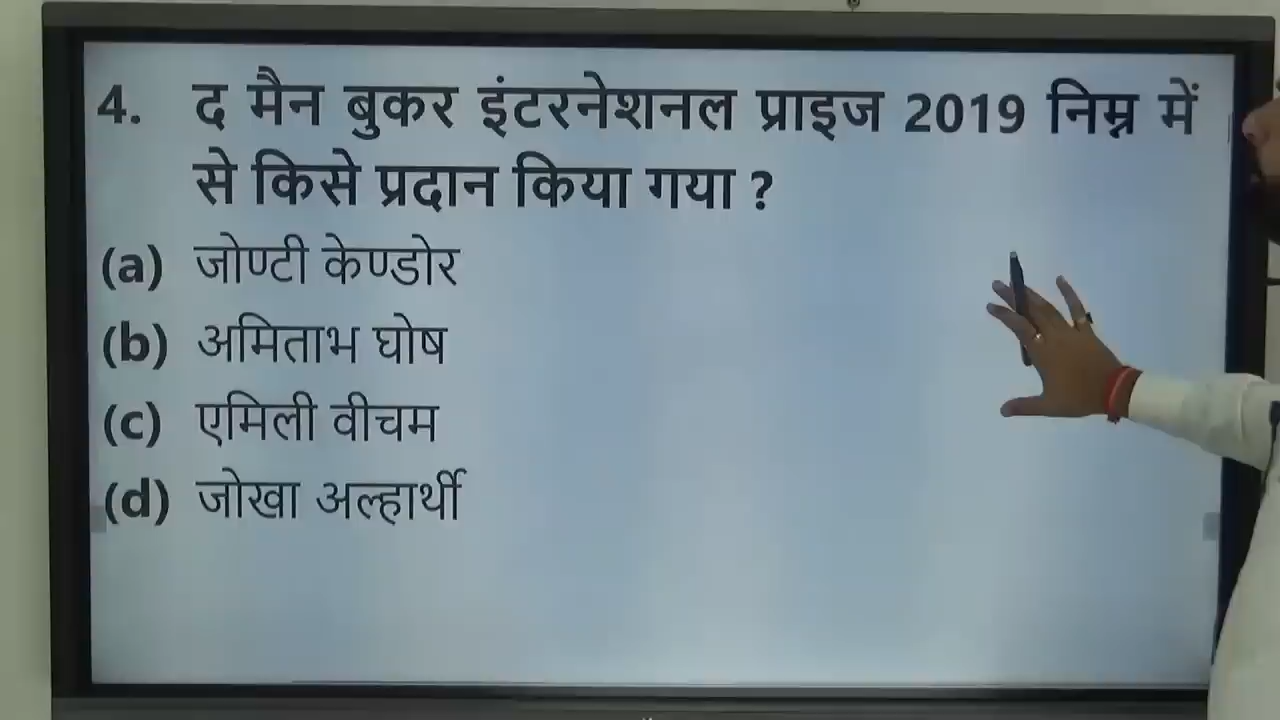 4. द मैन बुकर इंटरनेशनल प्राइज 2019 निम्न में
से किसे प्रदान किया गया ?
(a) जोण्टी केण्डोर
(b) अमिताभ घोष
(c) एमिली वीचम
(d) जोखा अल्हार्थी